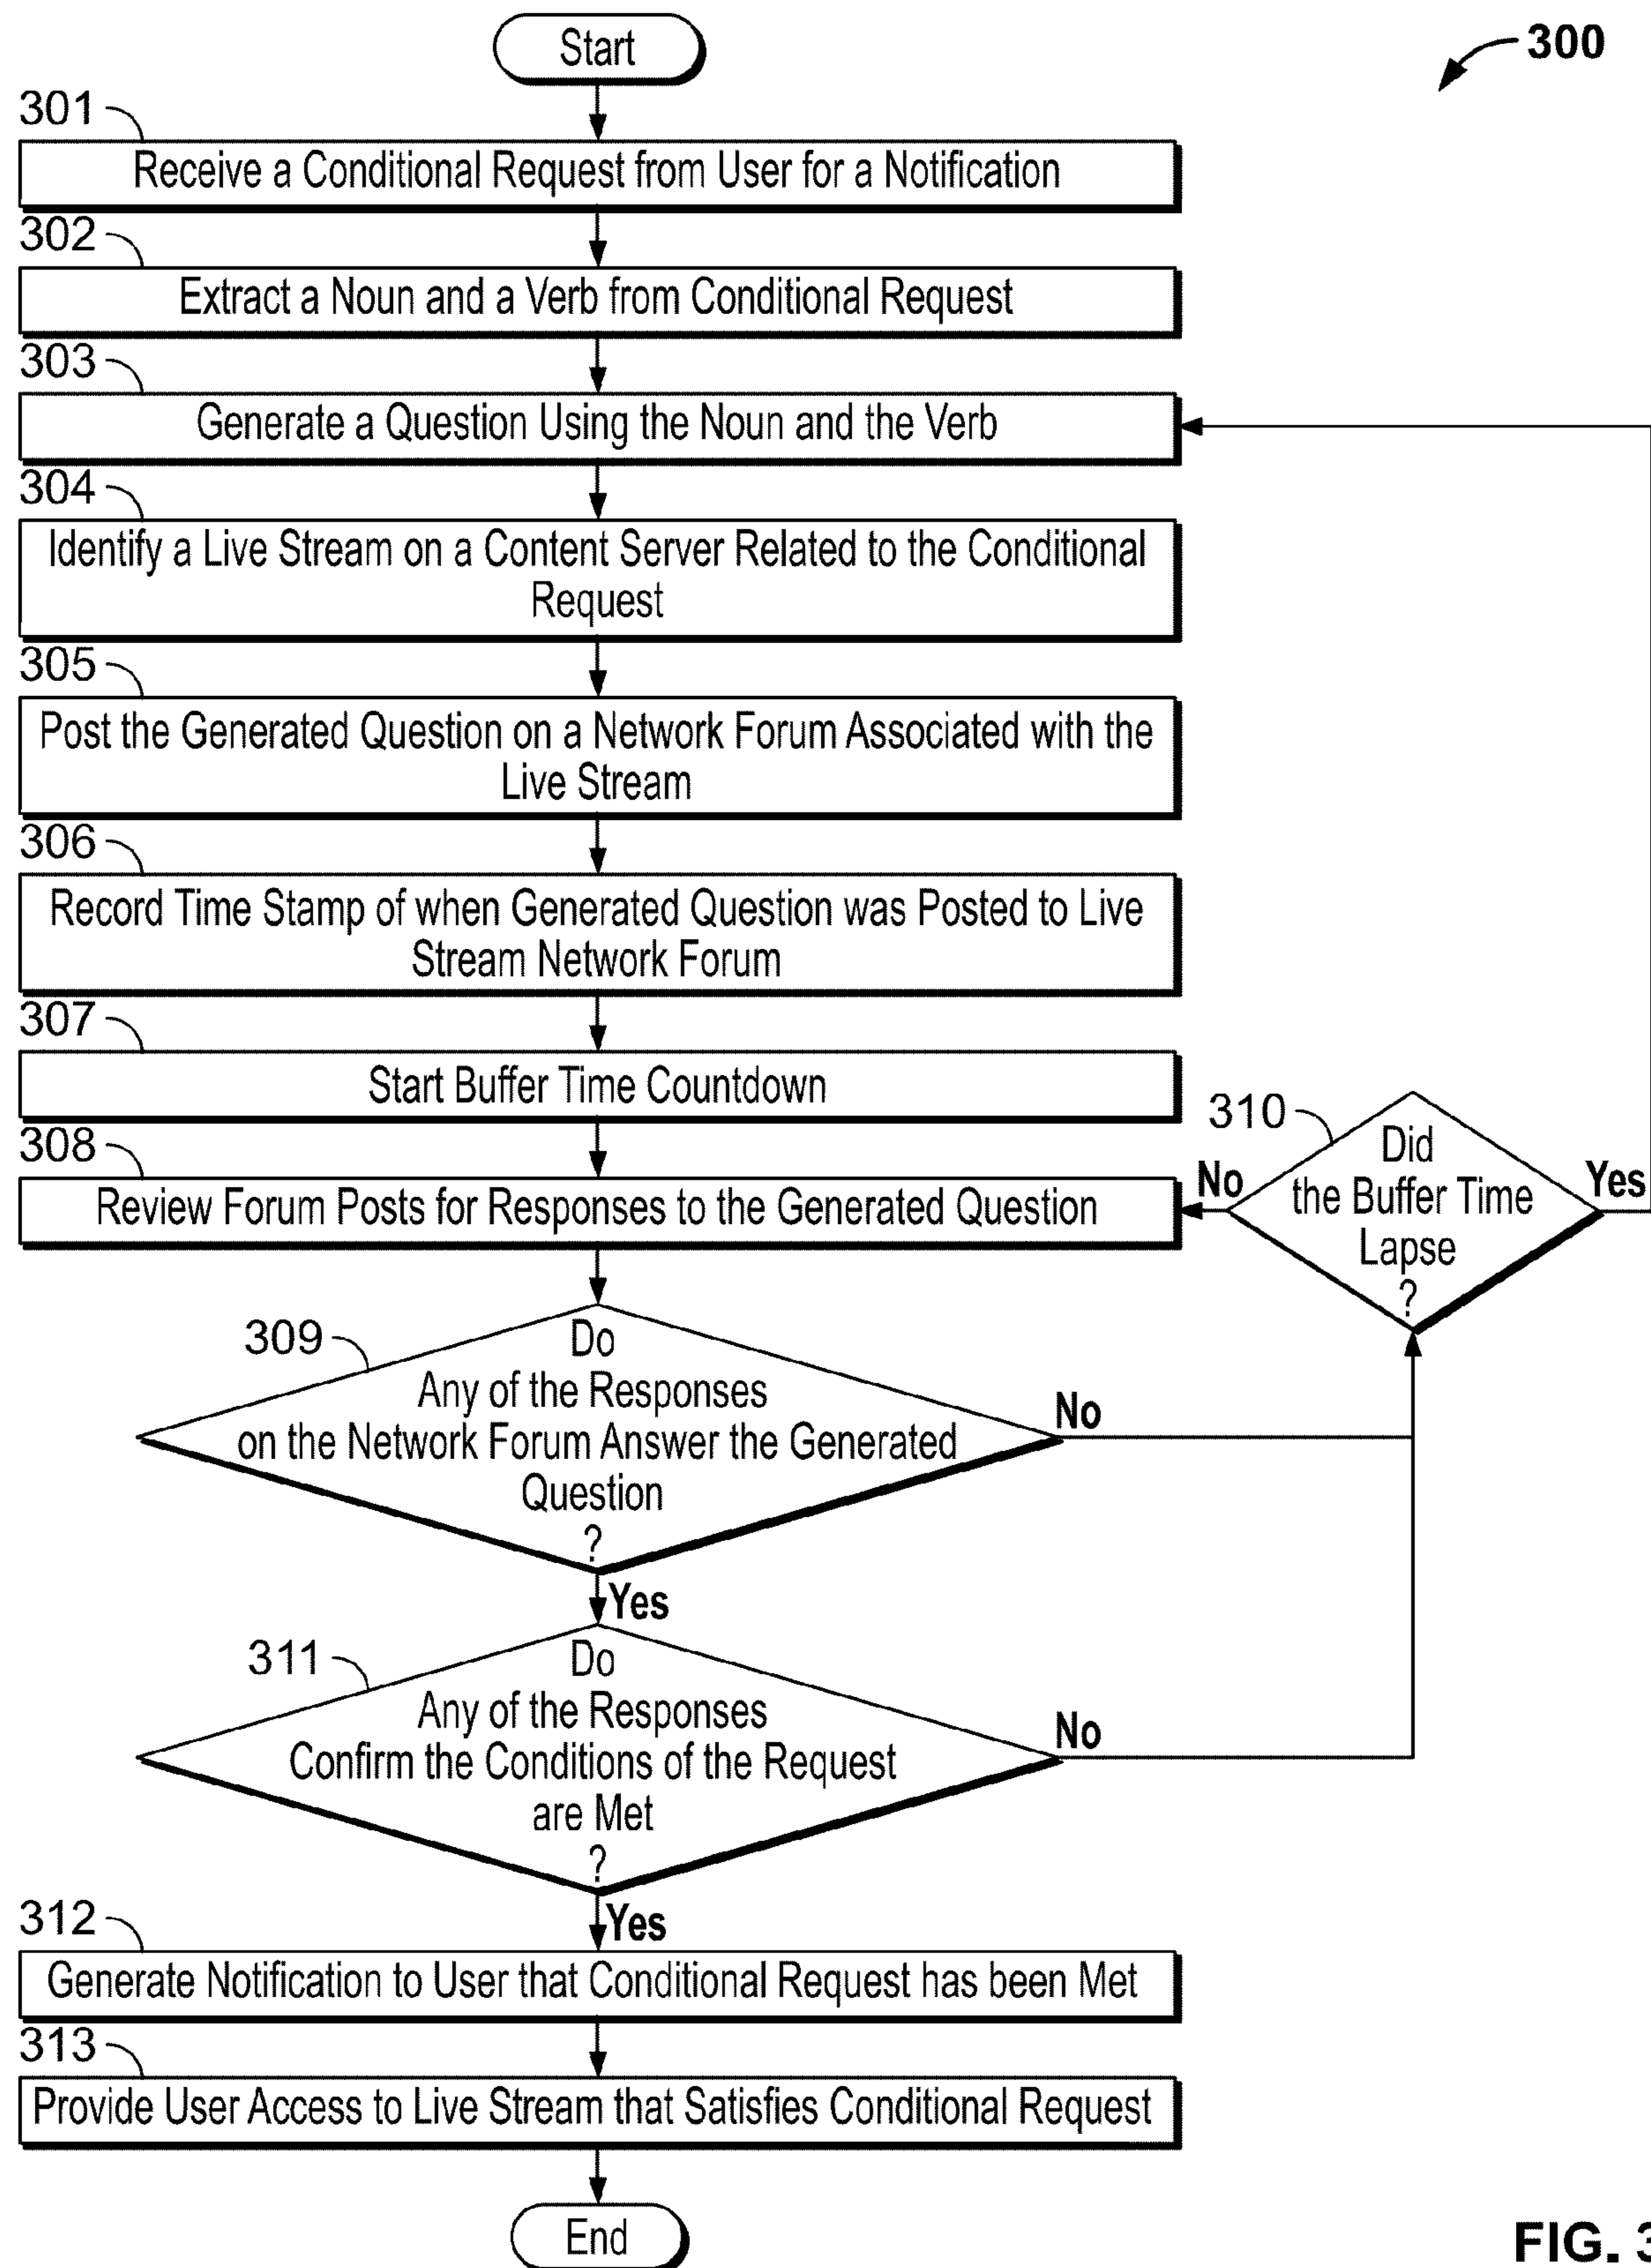 Start
300
301
Receive a Conditional Request from User for a Notification
302
Extract a Noun and a Verb from Conditional Request
303
Generate a Question Using the Noun and the Verb
304
Identify a Live Stream on a Content Server Related to the Conditional
Request
305
Post the Generated Question on a Network Forum Associated with the
Live Stream
306
Record Time Stamp of when Generated Question was Posted to Live
Stream Network Forum
307
Start Buffer Time Countdown
308
Review Forum Posts for Responses to the Generated Question
310
Did
the Buffer Time
Lapse
?
No
Yes
309
Do
Any of the Responses
on the Network Forum Answer the Generated
Question
?
No
Yes
311
Do
Any of the Responses
Confirm the Conditions of the Request
are Met
?
No
Yes
312
Generate Notification to User that Conditional Request has been Met
313
Provide User Access to Live Stream that Satisfies Conditional Request
End
FIG. 3